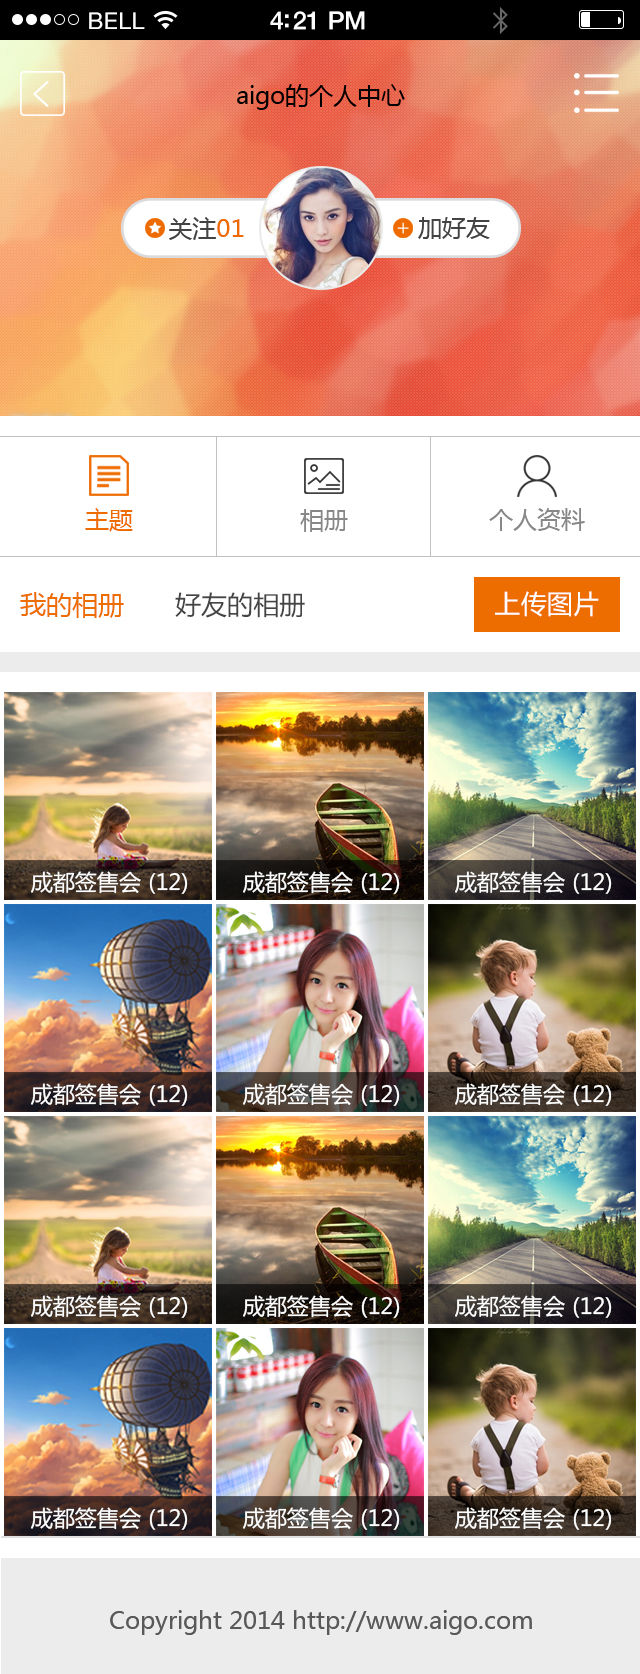 BELL 4:21 PM
aigo的个人中心
关注01 加好友
主题 相册 个人资料
我的相册 好友的相册 上传图片
成都签售会 (12) 成都签售会 (12) 成都签售会 (12)
成都签售会 (12) 成都签售会 (12) 成都签售会 (12)
成都签售会 (12) 成都签售会 (12) 成都签售会 (12)
成都签售会 (12) 成都签售会 (12) 成都签售会 (12)
Copyright 2014 http://www.aigo.com